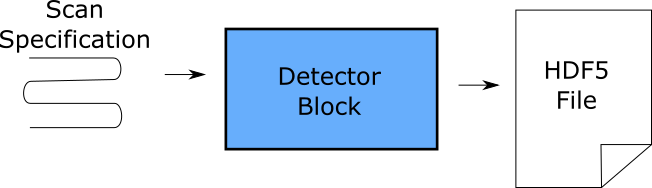 Scan
Specification
Detector
Block
HDF5
File